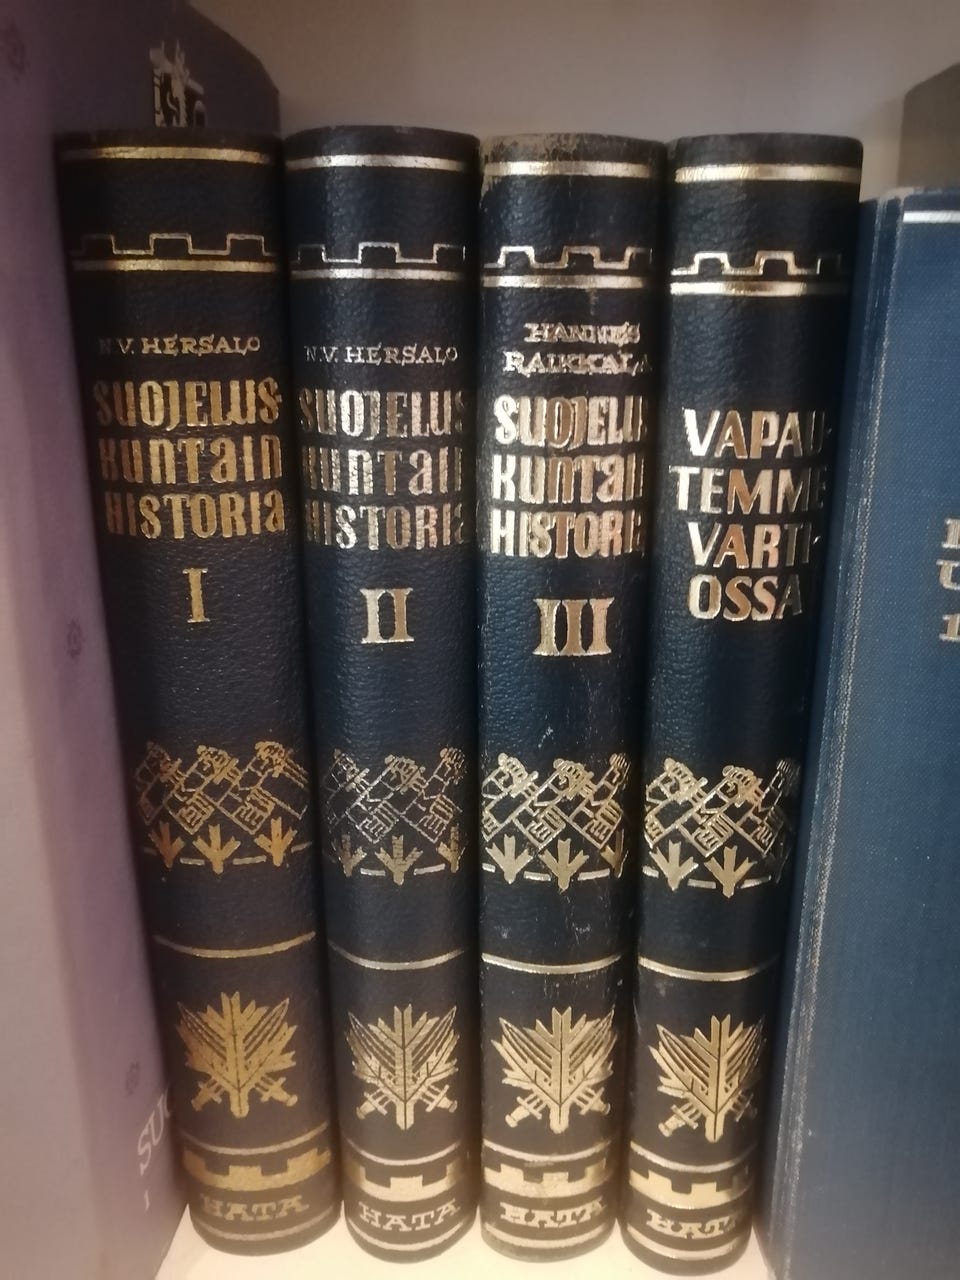 N.V. HERSALO
SUOJELUS-
KUNTAIN
HISTORIA
I
HATA
N.V. HERSALO
SUOJELUS
KUNTAIN
HISTORIA
II
HATA
HANNES
RAIKKALA
SUOJELUS
KUNTAIN
HISTORIA
III
HATA
VAPAU-
TEMME
VARTI-
OSSA
HATA